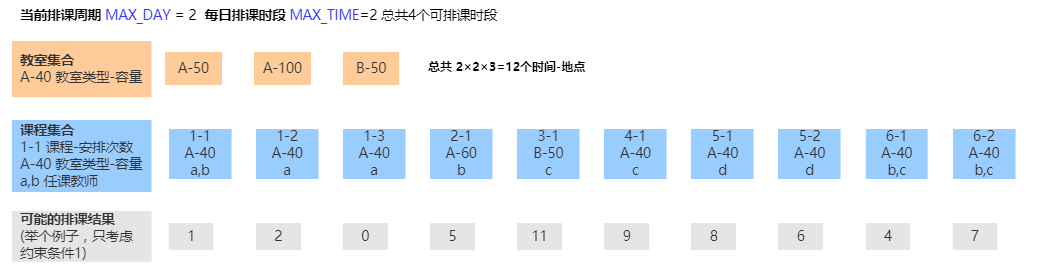 当前排课周期 MAX_DAY = 2 每日排课时段 MAX_TIME=2 总共4个可排课时段
教室集合
A-40 教室类型-容量
A-50
A-100
B-50
总共 2×2×3=12个时间-地点
课程集合
1-1 课程-安排次数
A-40 教室类型-容量
a,b 任课教师
1-1
A-40
a,b
1-2
A-40
a
1-3
A-40
a
2-1
A-60
b
3-1
B-50
c
4-1
A-40
c
5-1
A-40
d
5-2
A-40
d
6-1
A-40
b,c
6-2
A-40
b,c
可能的排课结果
(举个例子，只考虑
约束条件1)
1
2
0
5
11
9
8
6
4
7